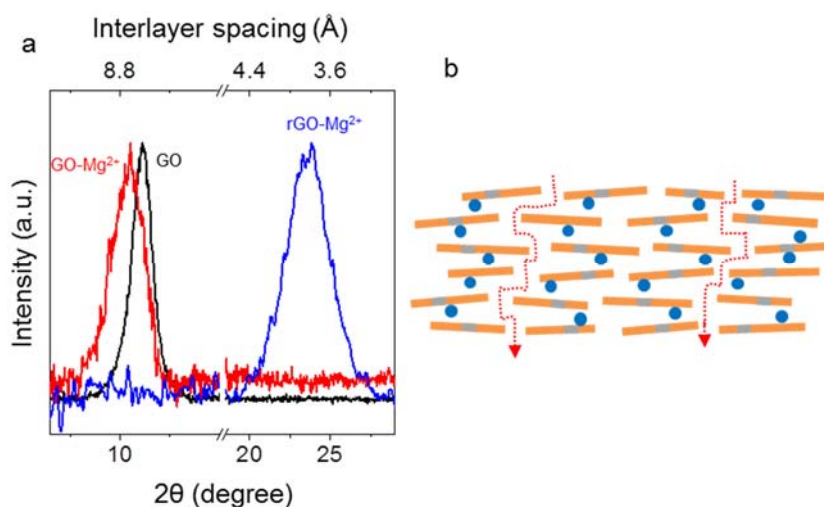 Interlayer spacing (Å)
a
8.8
4.4
3.6
b
rGO-Mg²⁺
GO-Mg²⁺
GO
Intensity (a.u.)
10
20
25
2θ (degree)